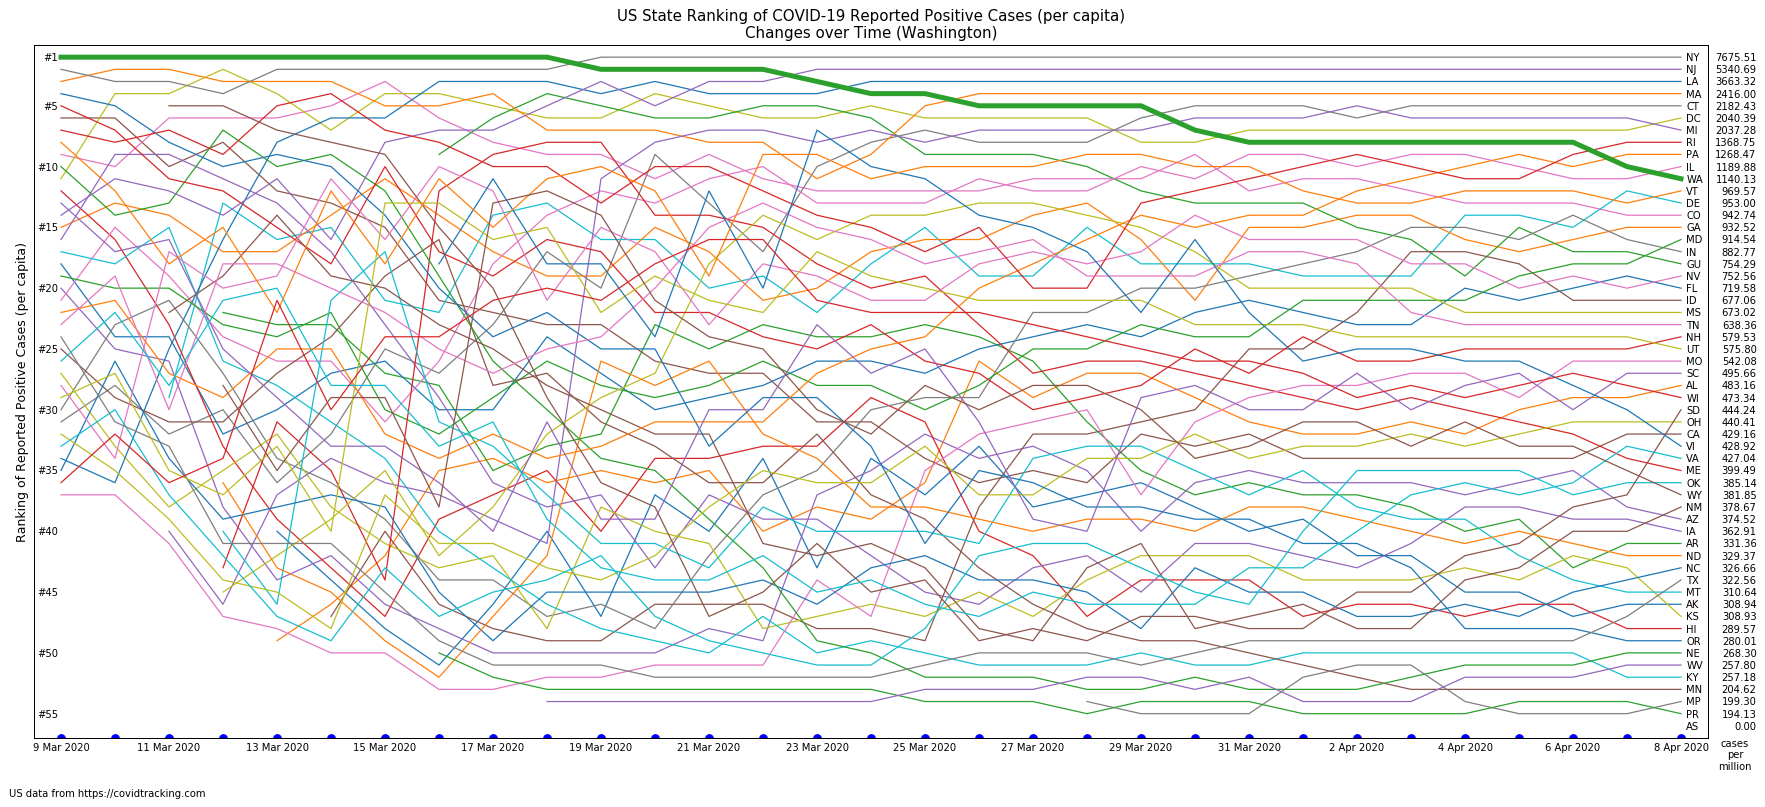 US State Ranking of COVID-19 Reported Positive Cases (per capita)
Changes over Time (Washington)
Ranking of Reported Positive Cases (per capita)
#1
#5
#10
#15
#20
#25
#30
#35
#40
#45
#50
#55
NY 7675.51
NJ 5340.69
LA 3663.32
MA 2416.00
CT 2182.43
DC 2040.39
MI 2037.28
RI 1368.75
PA 1268.47
IL 1189.88
WA 1140.13
VT 969.57
DE 953.00
CO 942.74
GA 932.52
MD 914.54
IN 882.77
GU 754.29
NV 752.56
FL 719.58
ID 677.06
MS 673.02
TN 638.36
NH 579.53
UT 575.80
MO 542.08
SC 495.66
AL 483.16
WI 473.34
SD 444.24
OH 440.41
CA 429.16
VI 428.92
VA 427.04
ME 399.49
OK 385.14
WY 381.85
NM 378.67
AZ 374.52
IA 362.91
AR 331.36
ND 329.37
NC 326.66
TX 322.56
MT 310.64
AK 308.94
KS 308.93
HI 289.57
OR 280.01
NE 268.30
WV 257.80
KY 257.18
MN 204.62
MP 199.30
PR 194.13
AS 0.00
9 Mar 2020 11 Mar 2020 13 Mar 2020 15 Mar 2020 17 Mar 2020 19 Mar 2020 21 Mar 2020 23 Mar 2020 25 Mar 2020 27 Mar 2020 29 Mar 2020 31 Mar 2020 2 Apr 2020 4 Apr 2020 6 Apr 2020 8 Apr 2020
cases
per
million
US data from https://covidtracking.com